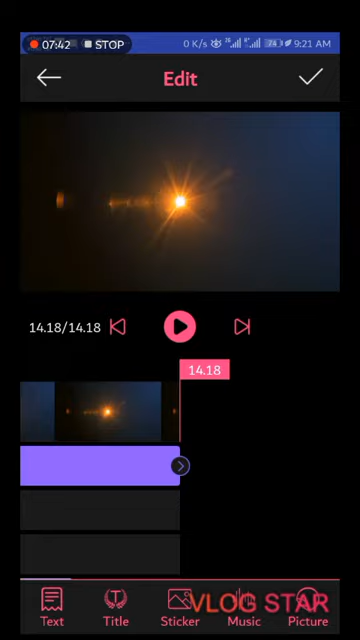 07:42 STOP 0 K/s 74 9:21 AM
Edit
14.18/14.18
14.18
VLOG STAR
Text Title Sticker Music Picture